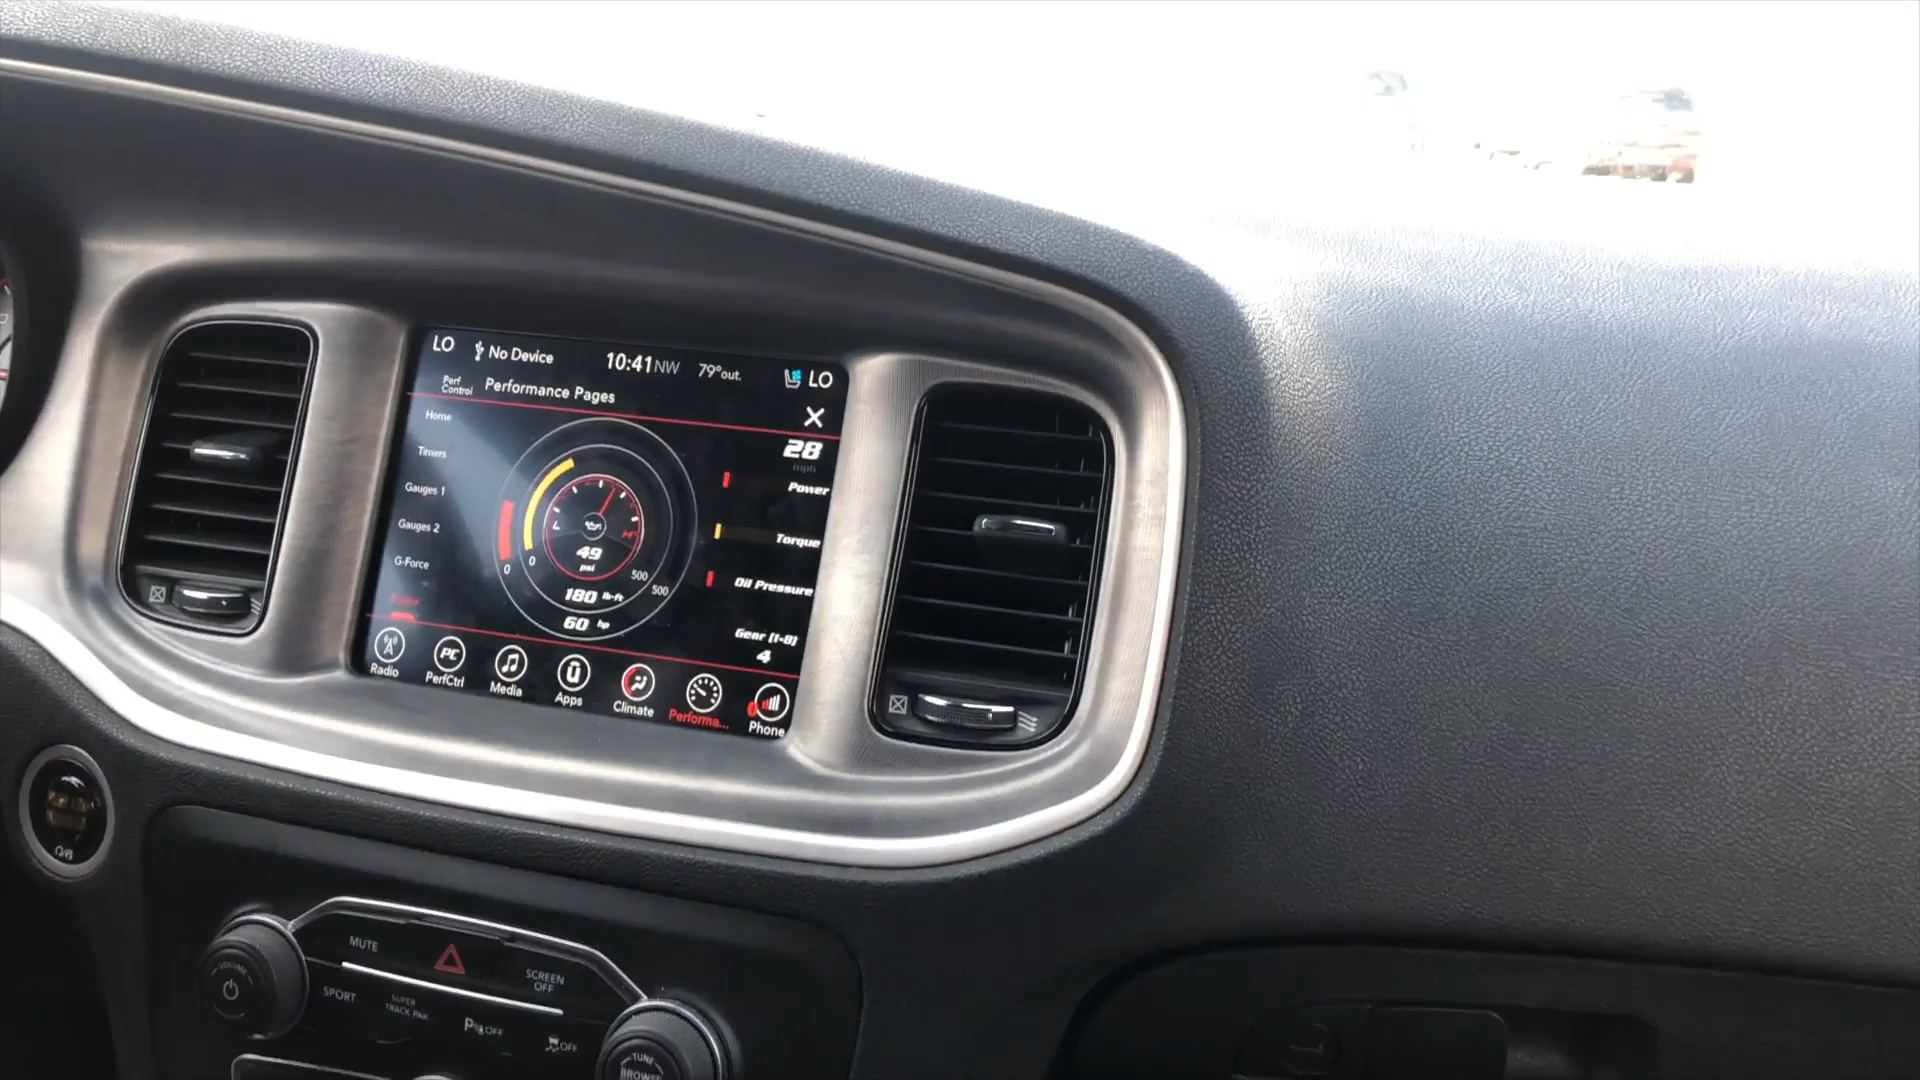 LO No Device 10:41 NW 79°out. LO
Perf Control Performance Pages X
Home
Timers
Gauges 1
Gauges 2
G-Force
28
mph
Power
Torque
Oil Pressure
Gear (1-8)
4
L H
49
psi
0 0 500 500
180 lb-ft
60 hp
Radio PerfCtrl Media Apps Climate Performa... Phone
PC ü
VOLUME
MUTE
SCREEN OFF
SPORT
SUPER TRACK PAK
P OFF
OFF
TUNE
BROWSE